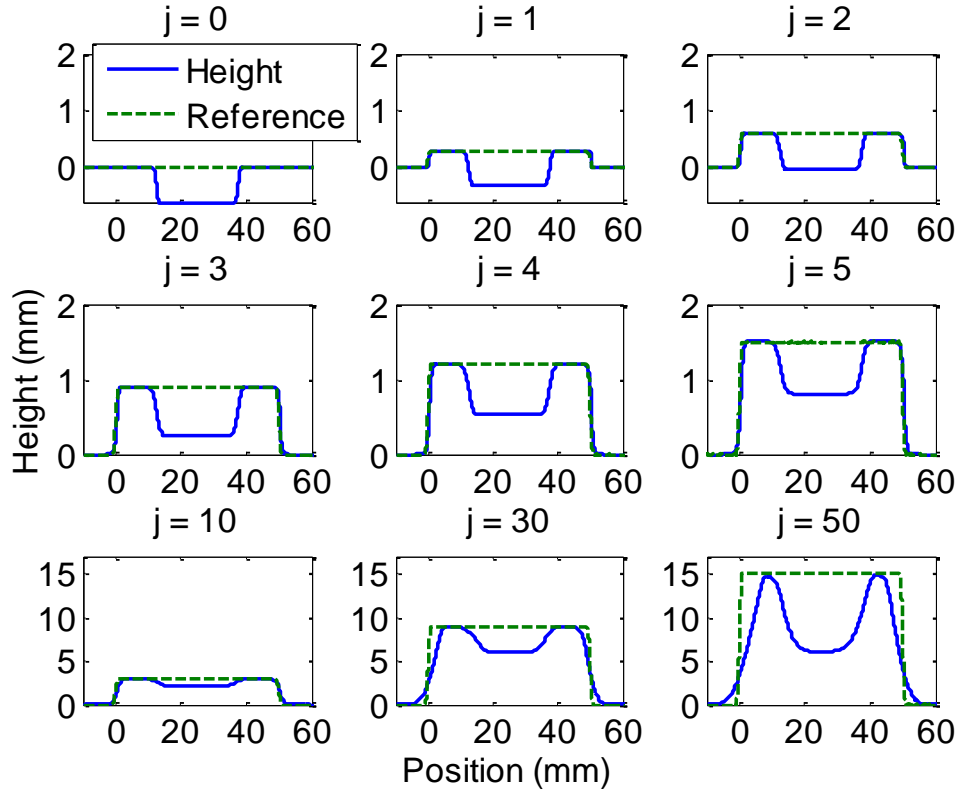 j = 0
j = 1
j = 2
Height
Reference
2
1
0
0 20 40 60
2
1
0
0 20 40 60
2
1
0
0 20 40 60
j = 3
j = 4
j = 5
Height (mm)
2
1
0
0 20 40 60
2
1
0
0 20 40 60
2
1
0
0 20 40 60
j = 10
j = 30
j = 50
15
10
5
0
0 20 40 60
15
10
5
0
0 20 40 60
15
10
5
0
0 20 40 60
Position (mm)